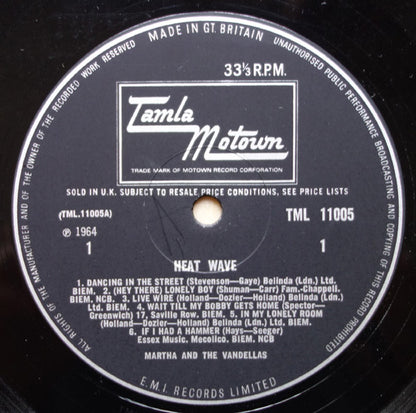 MADE IN GT. BRITAIN
ALL RIGHTS OF THE MANUFACTURER AND OF THE OWNER OF THE RECORDED WORK RESERVED
UNAUTHORISED PUBLIC PERFORMANCE BROADCASTING AND COPYING OF THIS RECORD PROHIBITED
33⅓ R.P.M.
Tamla
Motown
TRADE MARK OF MOTOWN RECORD CORPORATION
SOLD IN U.K. SUBJECT TO RESALE PRICE CONDITIONS, SEE PRICE LISTS
(TML.11005A) TML 11005
℗ 1964
1 1
HEAT WAVE
1. DANCING IN THE STREET (Stevenson—Gaye) Belinda (Ldn.) Ltd.
BIEM. 2. (HEY THERE) LONELY BOY (Shuman—Carr) Fam.-Chappell.
BIEM. NCB. 3. LIVE WIRE (Holland—Dozier—Holland) Belinda (Ldn.)
Ltd. BIEM. 4. WAIT TILL MY BOBBY GETS HOME (Spector—
Greenwich) 17, Saville Row. BIEM. 5. IN MY LONELY ROOM
(Holland—Dozier—Holland) Belinda (Ldn.) Ltd. BIEM.
6. IF I HAD A HAMMER (Hays—Seeger)
Essex Music. Mecolico. BIEM. NCB
MARTHA AND THE VANDELLAS
E.M.I. RECORDS LIMITED